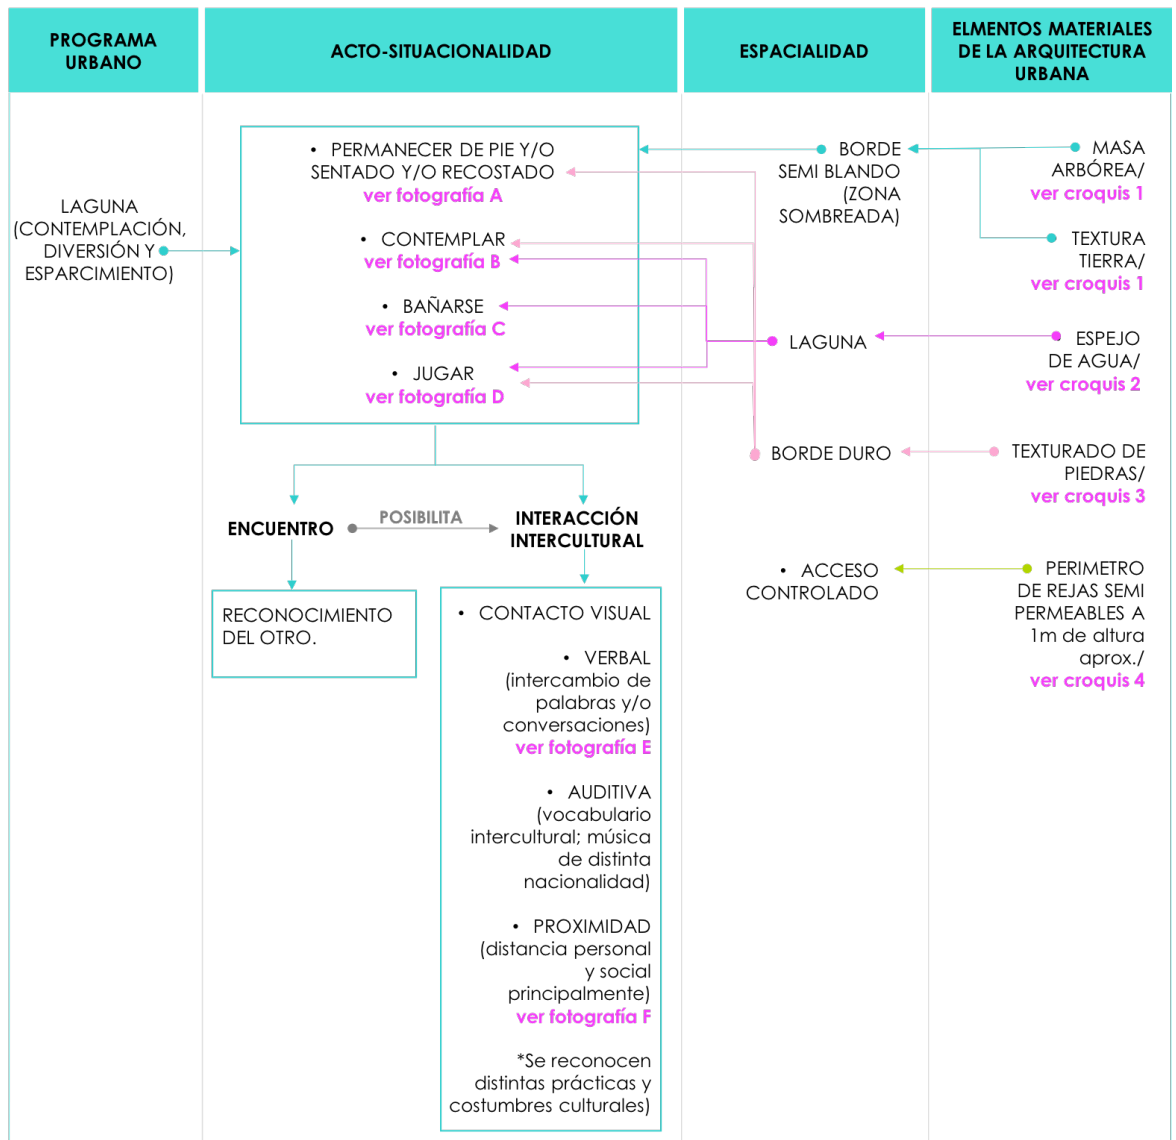 PROGRAMA
URBANO
ACTO-SITUACIONALIDAD
ESPACIALIDAD
ELMENTOS MATERIALES
DE LA ARQUITECTURA
URBANA
LAGUNA
(CONTEMPLACIÓN,
DIVERSIÓN Y
ESPARCIMIENTO)
• PERMANECER DE PIE Y/O
SENTADO Y/O RECOSTADO
ver fotografía A
• CONTEMPLAR
ver fotografía B
• BAÑARSE
ver fotografía C
• JUGAR
ver fotografía D
ENCUENTRO
POSIBILITA
INTERACCIÓN
INTERCULTURAL
RECONOCIMIENTO
DEL OTRO.
• CONTACTO VISUAL
• VERBAL
(intercambio de
palabras y/o
conversaciones)
ver fotografía E
• AUDITIVA
(vocabulario
intercultural; música
de distinta
nacionalidad)
• PROXIMIDAD
(distancia personal
y social
principalmente)
ver fotografía F
*Se reconocen
distintas prácticas y
costumbres culturales)
BORDE
SEMI BLANDO
(ZONA
SOMBREADA)
LAGUNA
BORDE DURO
• ACCESO
CONTROLADO
• MASA
ARBÓREA/
ver croquis 1
• TEXTURA
TIERRA/
ver croquis 1
• ESPEJO
DE AGUA/
ver croquis 2
TEXTURADO DE
PIEDRAS/
ver croquis 3
• PERIMETRO
DE REJAS SEMI
PERMEABLES A
1m de altura
aprox./
ver croquis 4